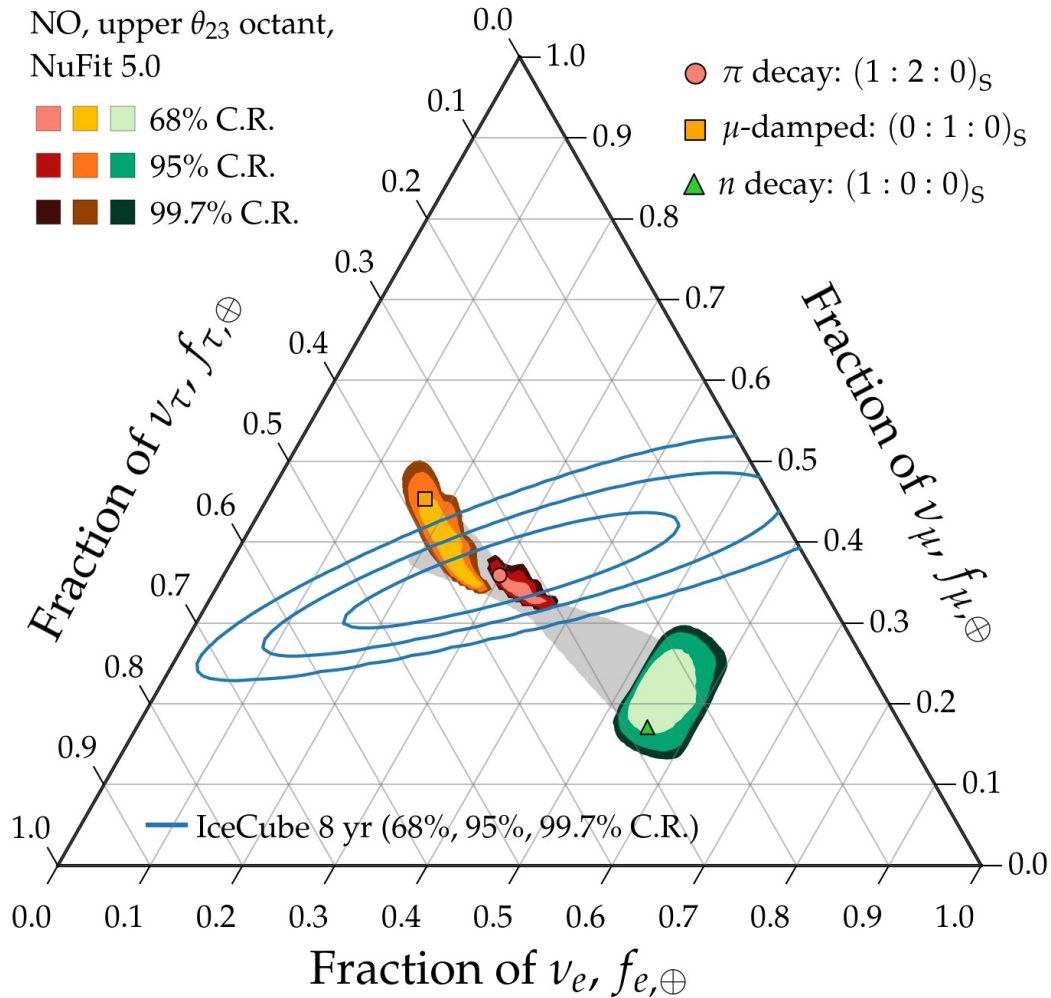 NO, upper θ₂₃ octant,
NuFit 5.0
68% C.R.
95% C.R.
99.7% C.R.
π decay: (1 : 2 : 0)S
μ-damped: (0 : 1 : 0)S
n decay: (1 : 0 : 0)S
0.0
0.1
0.2
0.3
0.4
0.5
0.6
0.7
0.8
0.9
1.0
Fraction of ντ, fτ,⊕
1.0
0.9
0.8
0.7
0.6
0.5
0.4
0.3
0.2
0.1
0.0
Fraction of νμ, fμ,⊕
IceCube 8 yr (68%, 95%, 99.7% C.R.)
0.0 0.1 0.2 0.3 0.4 0.5 0.6 0.7 0.8 0.9 1.0
Fraction of νe, fe,⊕